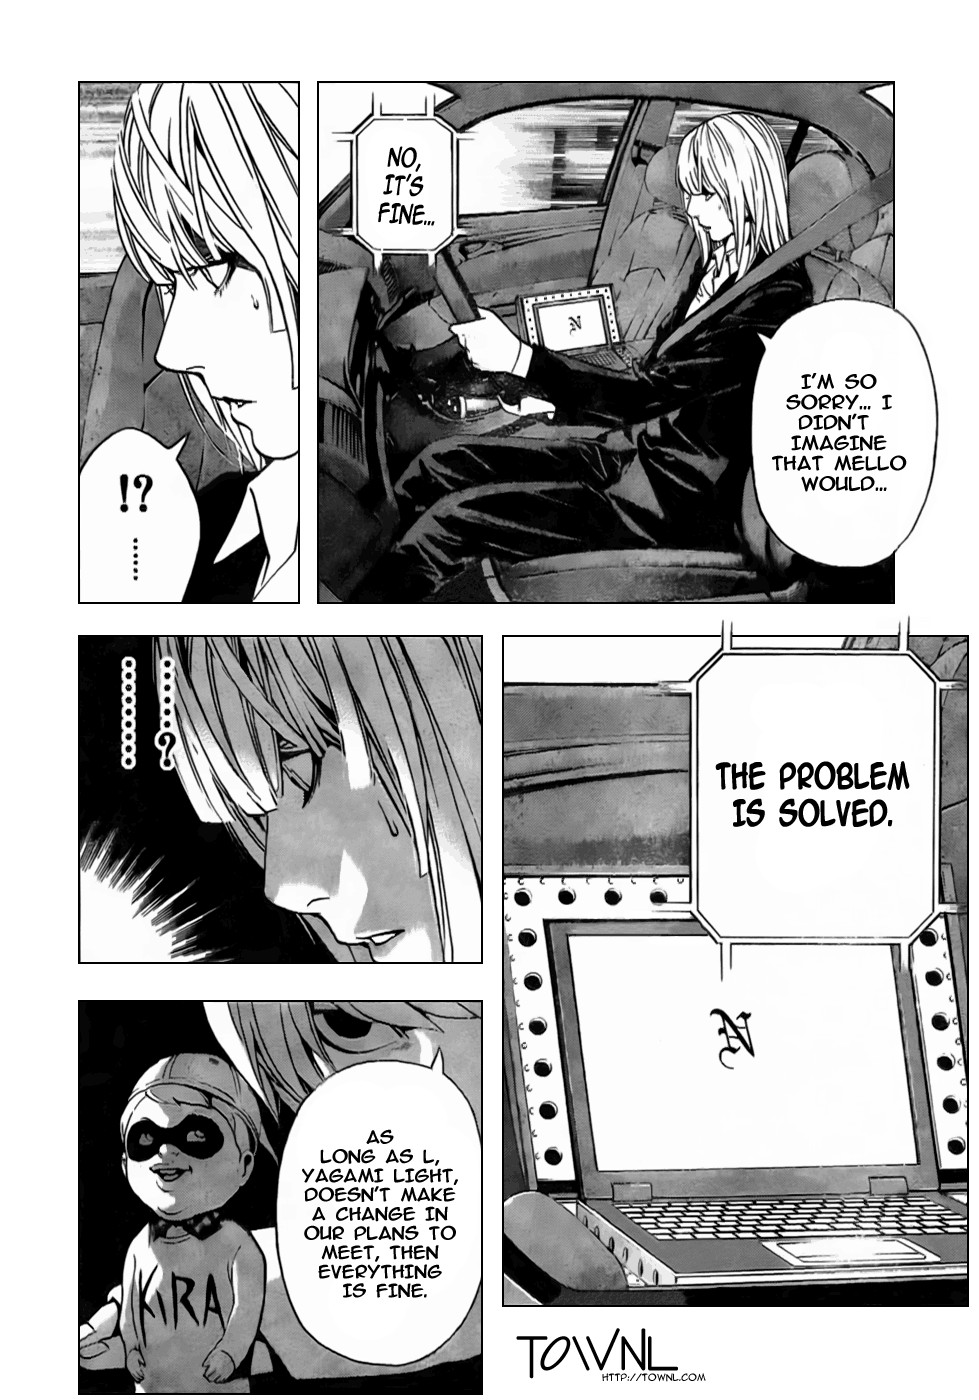 NO,
IT'S
FINE...
N
I'M SO
SORRY... I
DIDN'T
IMAGINE
THAT MELLO
WOULD...
!?
......
THE PROBLEM
IS SOLVED.
N
......?
.........
AS
LONG AS L,
YAGAMI LIGHT,
DOESN'T MAKE
A CHANGE IN
OUR PLANS TO
MEET, THEN
EVERYTHING
IS FINE.
KIRA
TOWNL
HTTP://TOWNL.COM